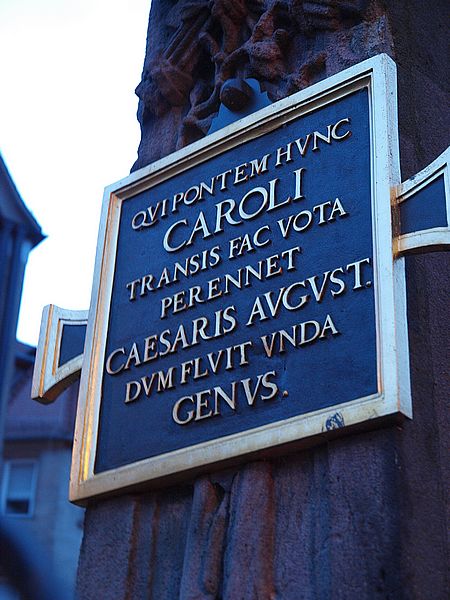 QVI PONTEM HVNC
CAROLI
TRANSIS FAC VOTA
PERENNET
CAESARIS AVGVST.
DVM FLVIT VNDA
GENVS.